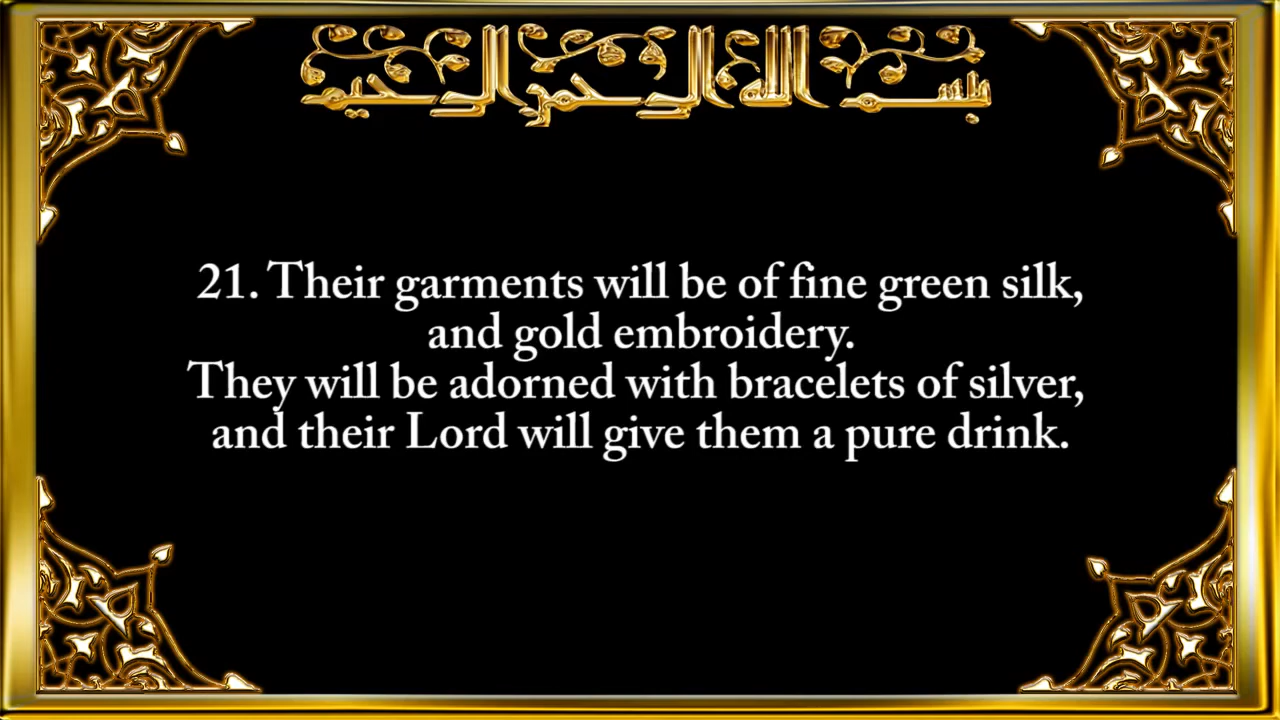 بسم الله الرحمن الرحيم
21. Their garments will be of fine green silk,
and gold embroidery.
They will be adorned with bracelets of silver,
and their Lord will give them a pure drink.